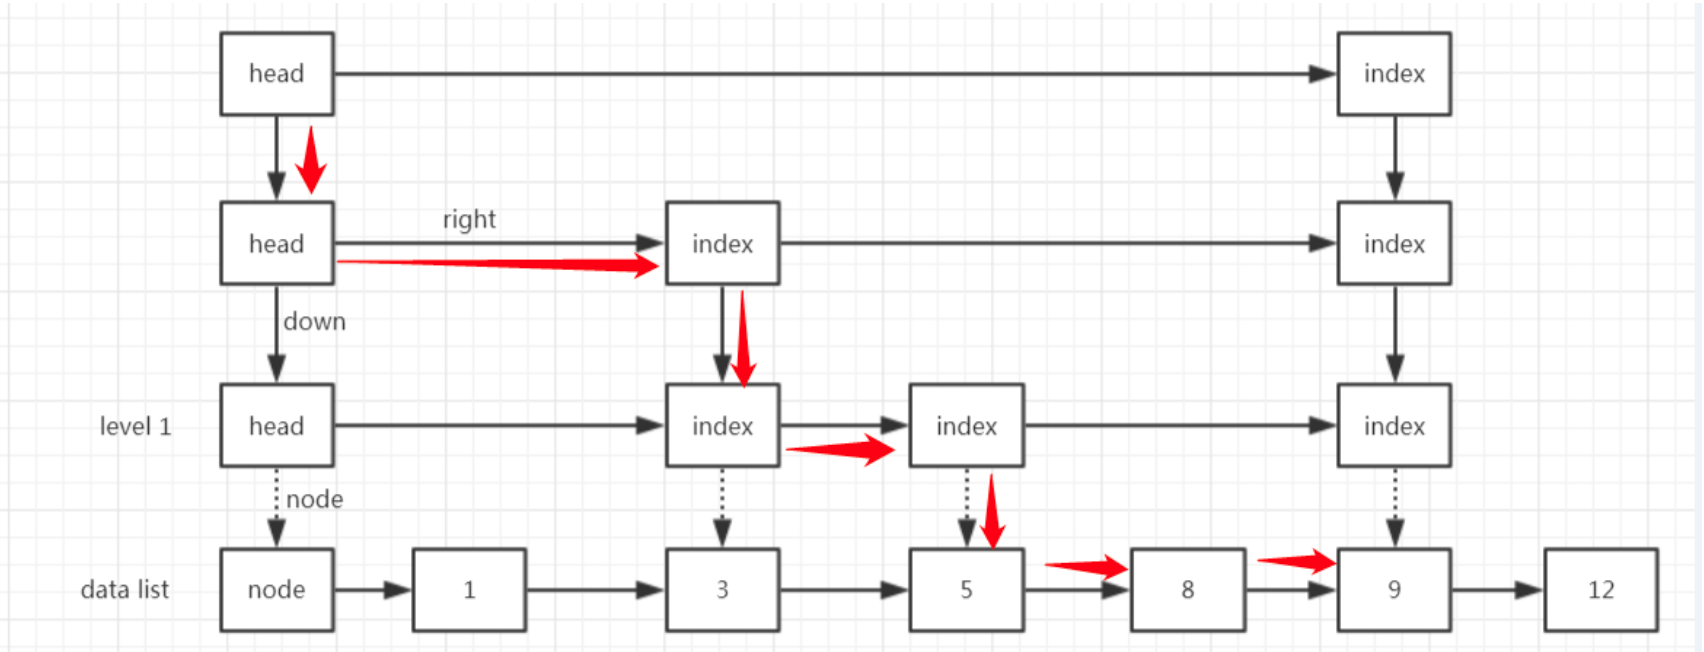 head
index
head
right
index
index
down
level 1
head
index
index
index
node
data list
node
1
3
5
8
9
12